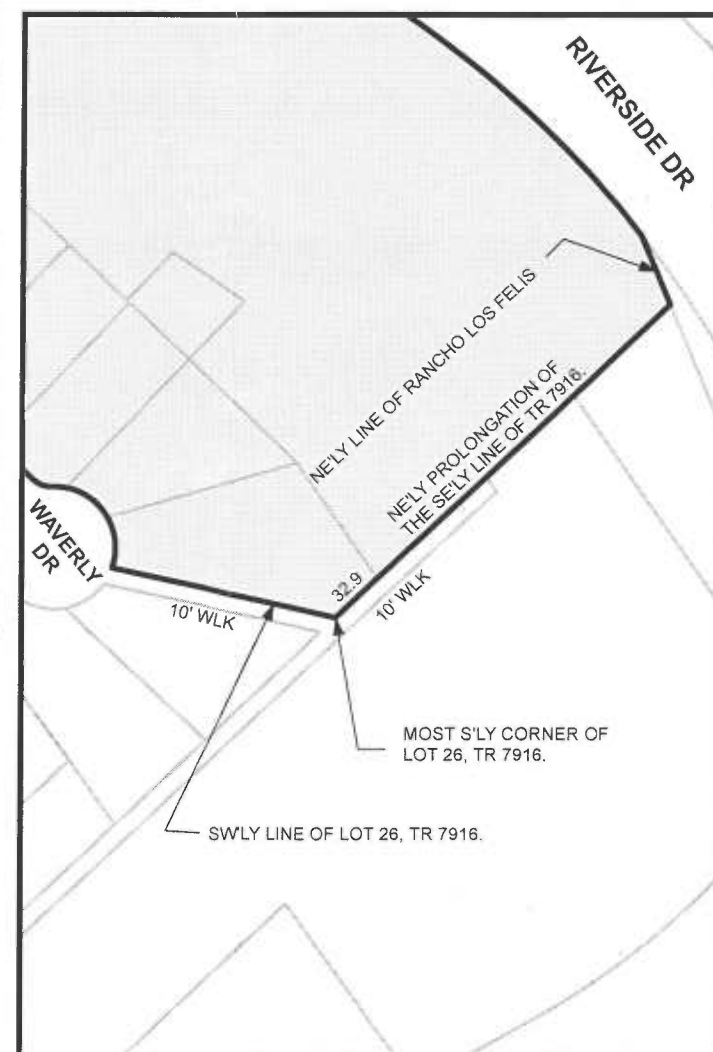 RIVERSIDE DR
NE'LY LINE OF RANCHO LOS FELIS
NE'LY PROLONGATION OF
THE SE'LY LINE OF TR 7916.
WAVERLY
DR
32.9
10' WLK
10' WLK
MOST S'LY CORNER OF
LOT 26, TR 7916.
SW'LY LINE OF LOT 26, TR 7916.